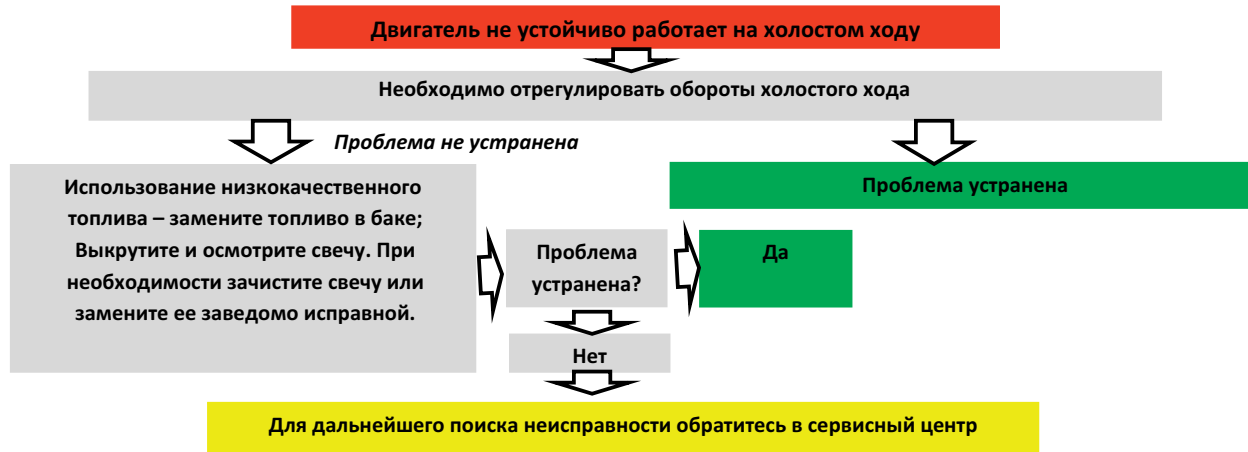 Двигатель не устойчиво работает на холостом ходу
Необходимо отрегулировать обороты холостого хода
Проблема не устранена
Использование низкокачественного
топлива – замените топливо в баке;
Выкрутите и осмотрите свечу. При
необходимости зачистите свечу или
замените ее заведомо исправной.
Проблема устранена
Проблема
устранена?
Да
Нет
Для дальнейшего поиска неисправности обратитесь в сервисный центр